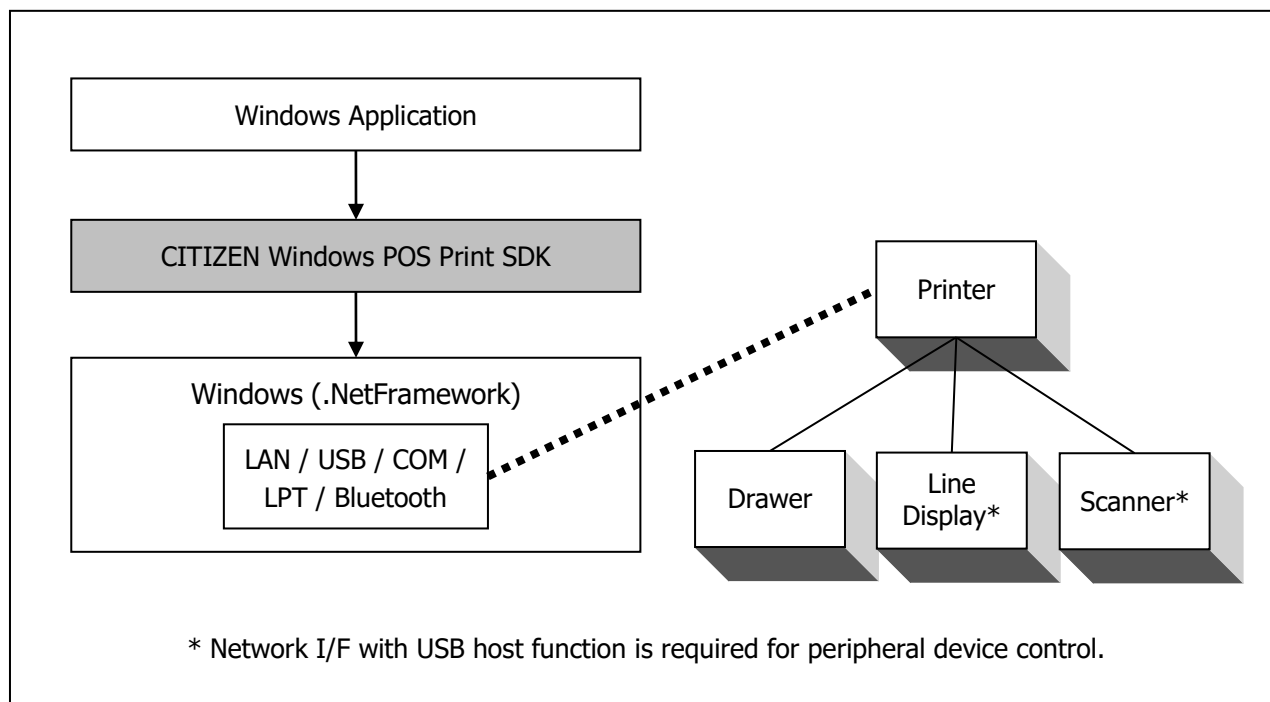 Windows Application
CITIZEN Windows POS Print SDK
Windows (.NetFramework)
LAN / USB / COM /
LPT / Bluetooth
Printer
Drawer
Line
Display*
Scanner*
* Network I/F with USB host function is required for peripheral device control.